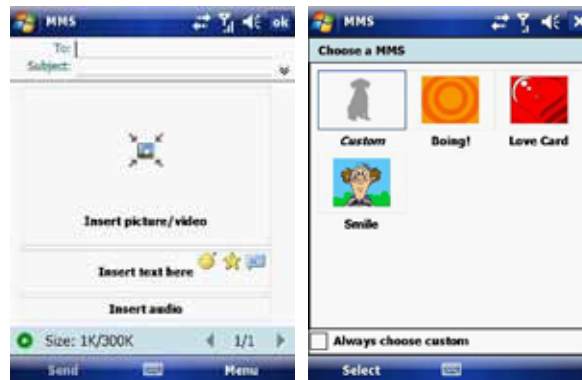 MMS
ok
To:
Subject:
Insert picture/video
Insert text here
Insert audio
Size: 1K/300K
1/1
Send
Menu
MMS
Choose a MMS
Custom
Boing!
Love Card
Smile
Always choose custom
Select